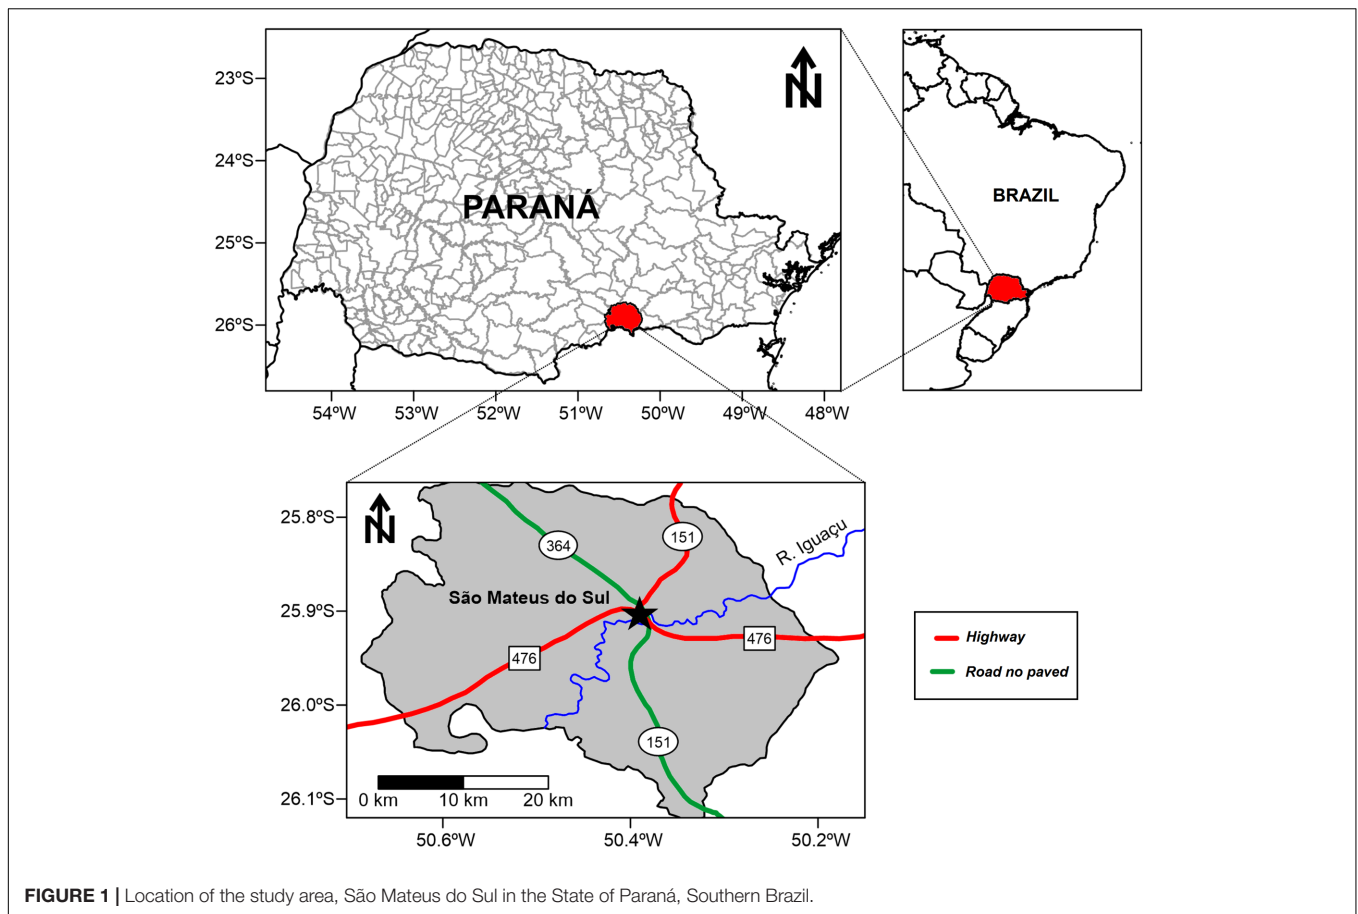 23ºS
24ºS
25ºS
26ºS
PARANÁ
N
54ºW 53ºW 52ºW 51ºW 50ºW 49ºW 48ºW
BRAZIL
25.8ºS
25.9ºS
26.0ºS
26.1ºS
N
364
151
R. Iguaçu
São Mateus do Sul
476
476
151
0 km 10 km 20 km
50.6ºW 50.4ºW 50.2ºW
Highway
Road no paved
FIGURE 1 | Location of the study area, São Mateus do Sul in the State of Paraná, Southern Brazil.